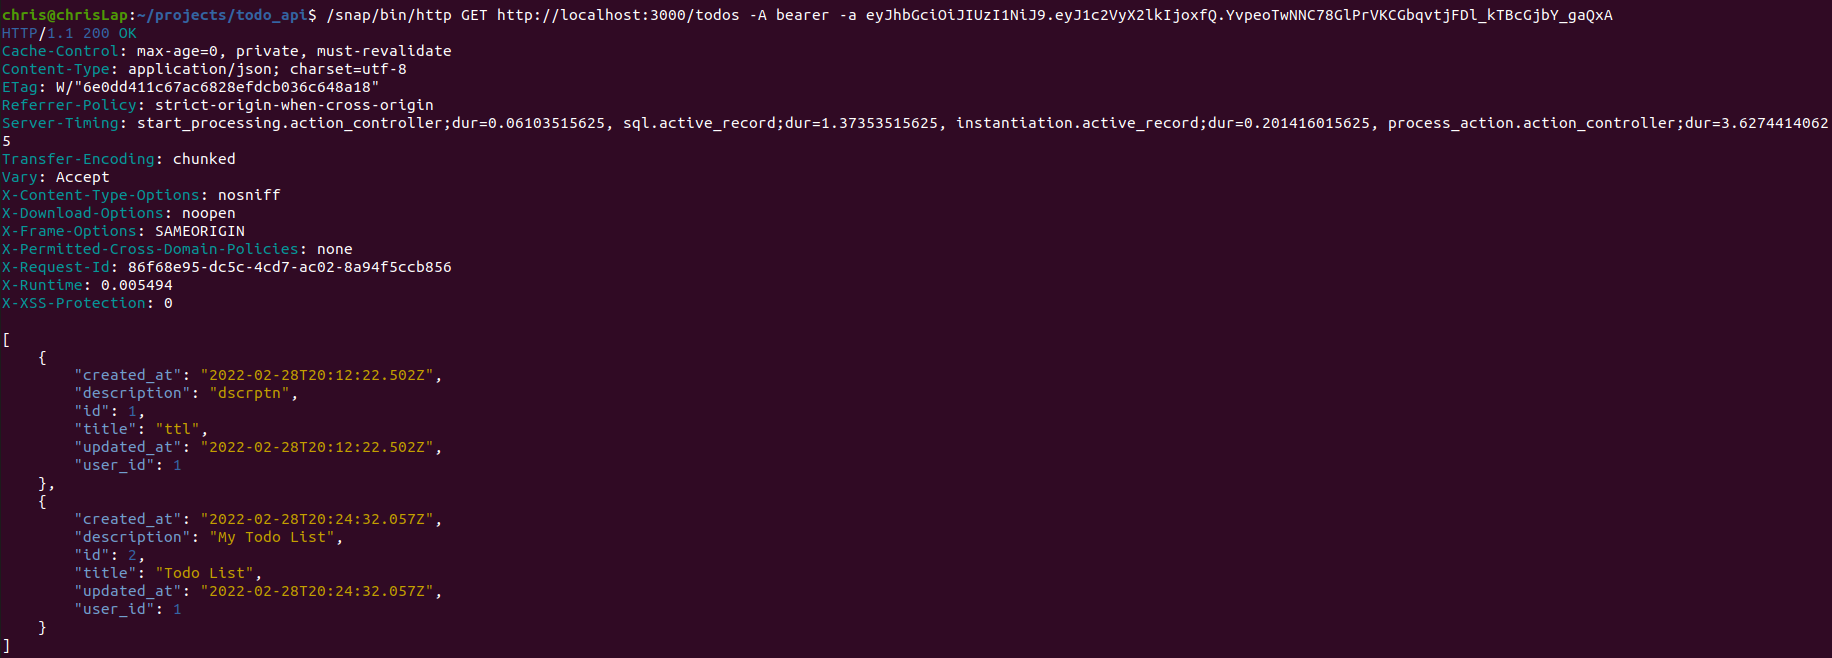 chris@chrisLap:~/projects/todo_api$ /snap/bin/http GET http://localhost:3000/todos -A bearer -a eyJhbGciOiJIUzI1NiJ9.eyJ1c2VyX2lkIjoxfQ.YvpeoTwNNC78GlPrVKCGbqvtjFDl_kTBcGjbY_gaQxA
HTTP/1.1 200 OK
Cache-Control: max-age=0, private, must-revalidate
Content-Type: application/json; charset=utf-8
ETag: W/"6e0dd411c67ac6828efdcb036c648a18"
Referrer-Policy: strict-origin-when-cross-origin
Server-Timing: start_processing.action_controller;dur=0.06103515625, sql.active_record;dur=1.37353515625, instantiation.active_record;dur=0.201416015625, process_action.action_controller;dur=3.6274414062
5
Transfer-Encoding: chunked
Vary: Accept
X-Content-Type-Options: nosniff
X-Download-Options: noopen
X-Frame-Options: SAMEORIGIN
X-Permitted-Cross-Domain-Policies: none
X-Request-Id: 86f68e95-dc5c-4cd7-ac02-8a94f5ccb856
X-Runtime: 0.005494
X-XSS-Protection: 0

[
    {
        "created_at": "2022-02-28T20:12:22.502Z",
        "description": "dscrptn",
        "id": 1,
        "title": "ttl",
        "updated_at": "2022-02-28T20:12:22.502Z",
        "user_id": 1
    },
    {
        "created_at": "2022-02-28T20:24:32.057Z",
        "description": "My Todo List",
        "id": 2,
        "title": "Todo List",
        "updated_at": "2022-02-28T20:24:32.057Z",
        "user_id": 1
    }
]